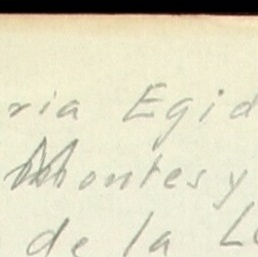 ria Egid
Montes y
de la L